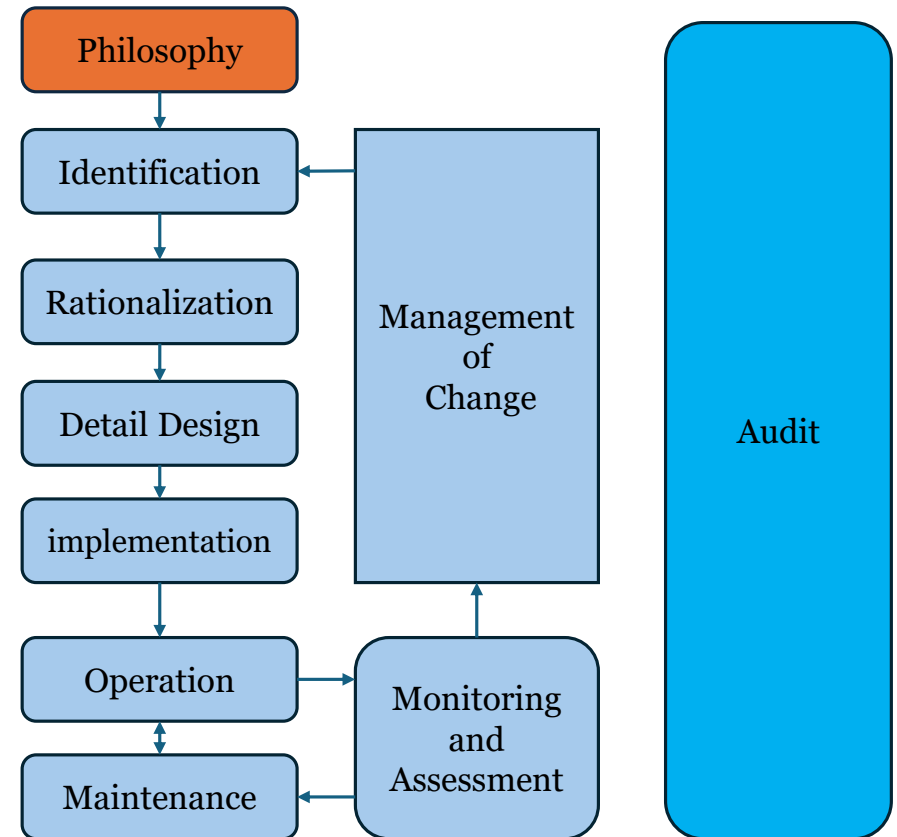 Philosophy
Identification
Rationalization
Detail Design
implementation
Operation
Maintenance
Management
of
Change
Monitoring
and
Assessment
Audit